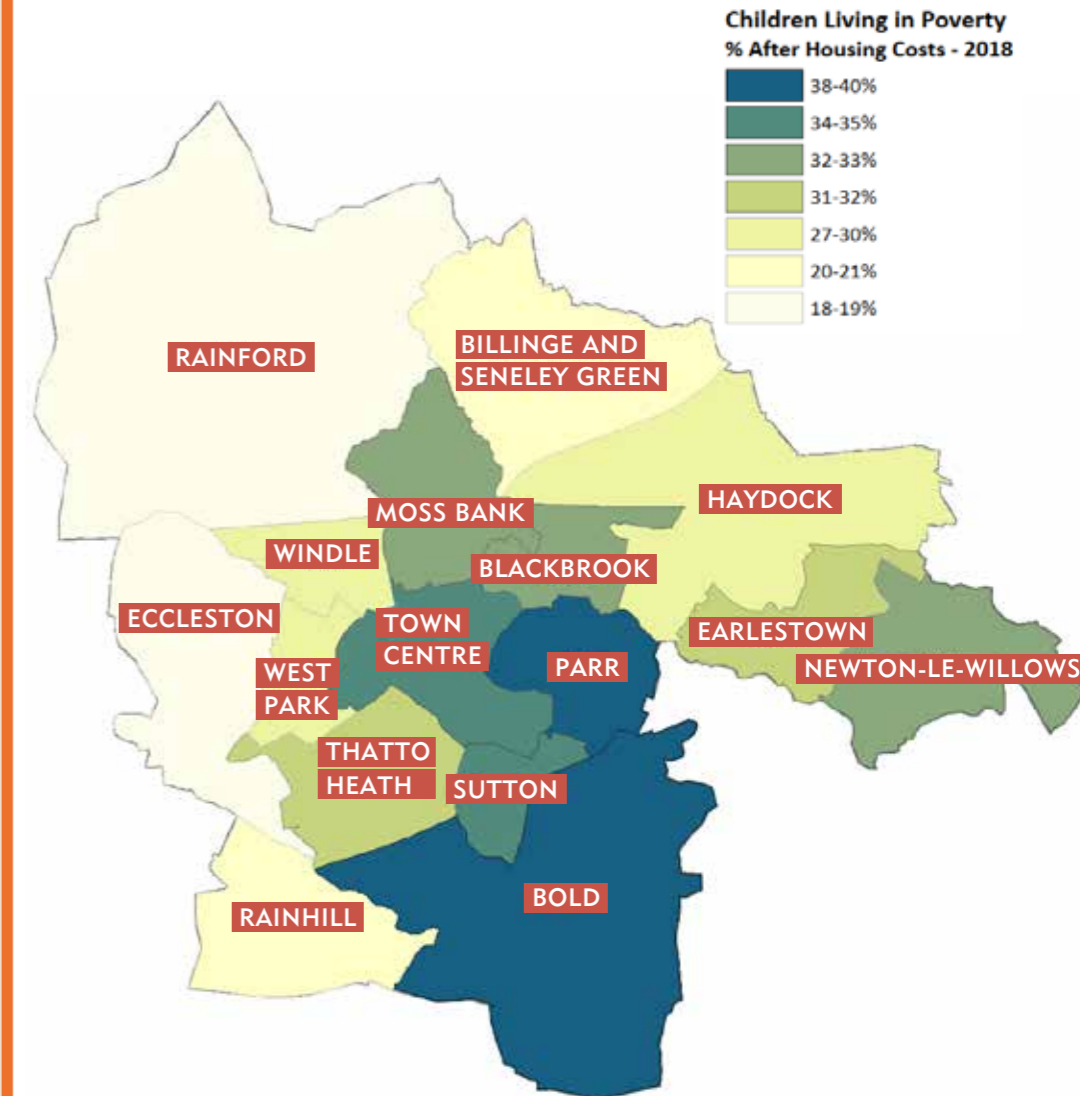 Children Living in Poverty
% After Housing Costs - 2018
38-40%
34-35%
32-33%
31-32%
27-30%
20-21%
18-19%
RAINFORD
BILLINGE AND
SENELEY GREEN
HAYDOCK
MOSS BANK
WINDLE
BLACKBROOK
ECCLESTON
TOWN
CENTRE
EARLESTOWN
PARR
NEWTON-LE-WILLOWS
WEST
PARK
THATTO
HEATH
SUTTON
BOLD
RAINHILL